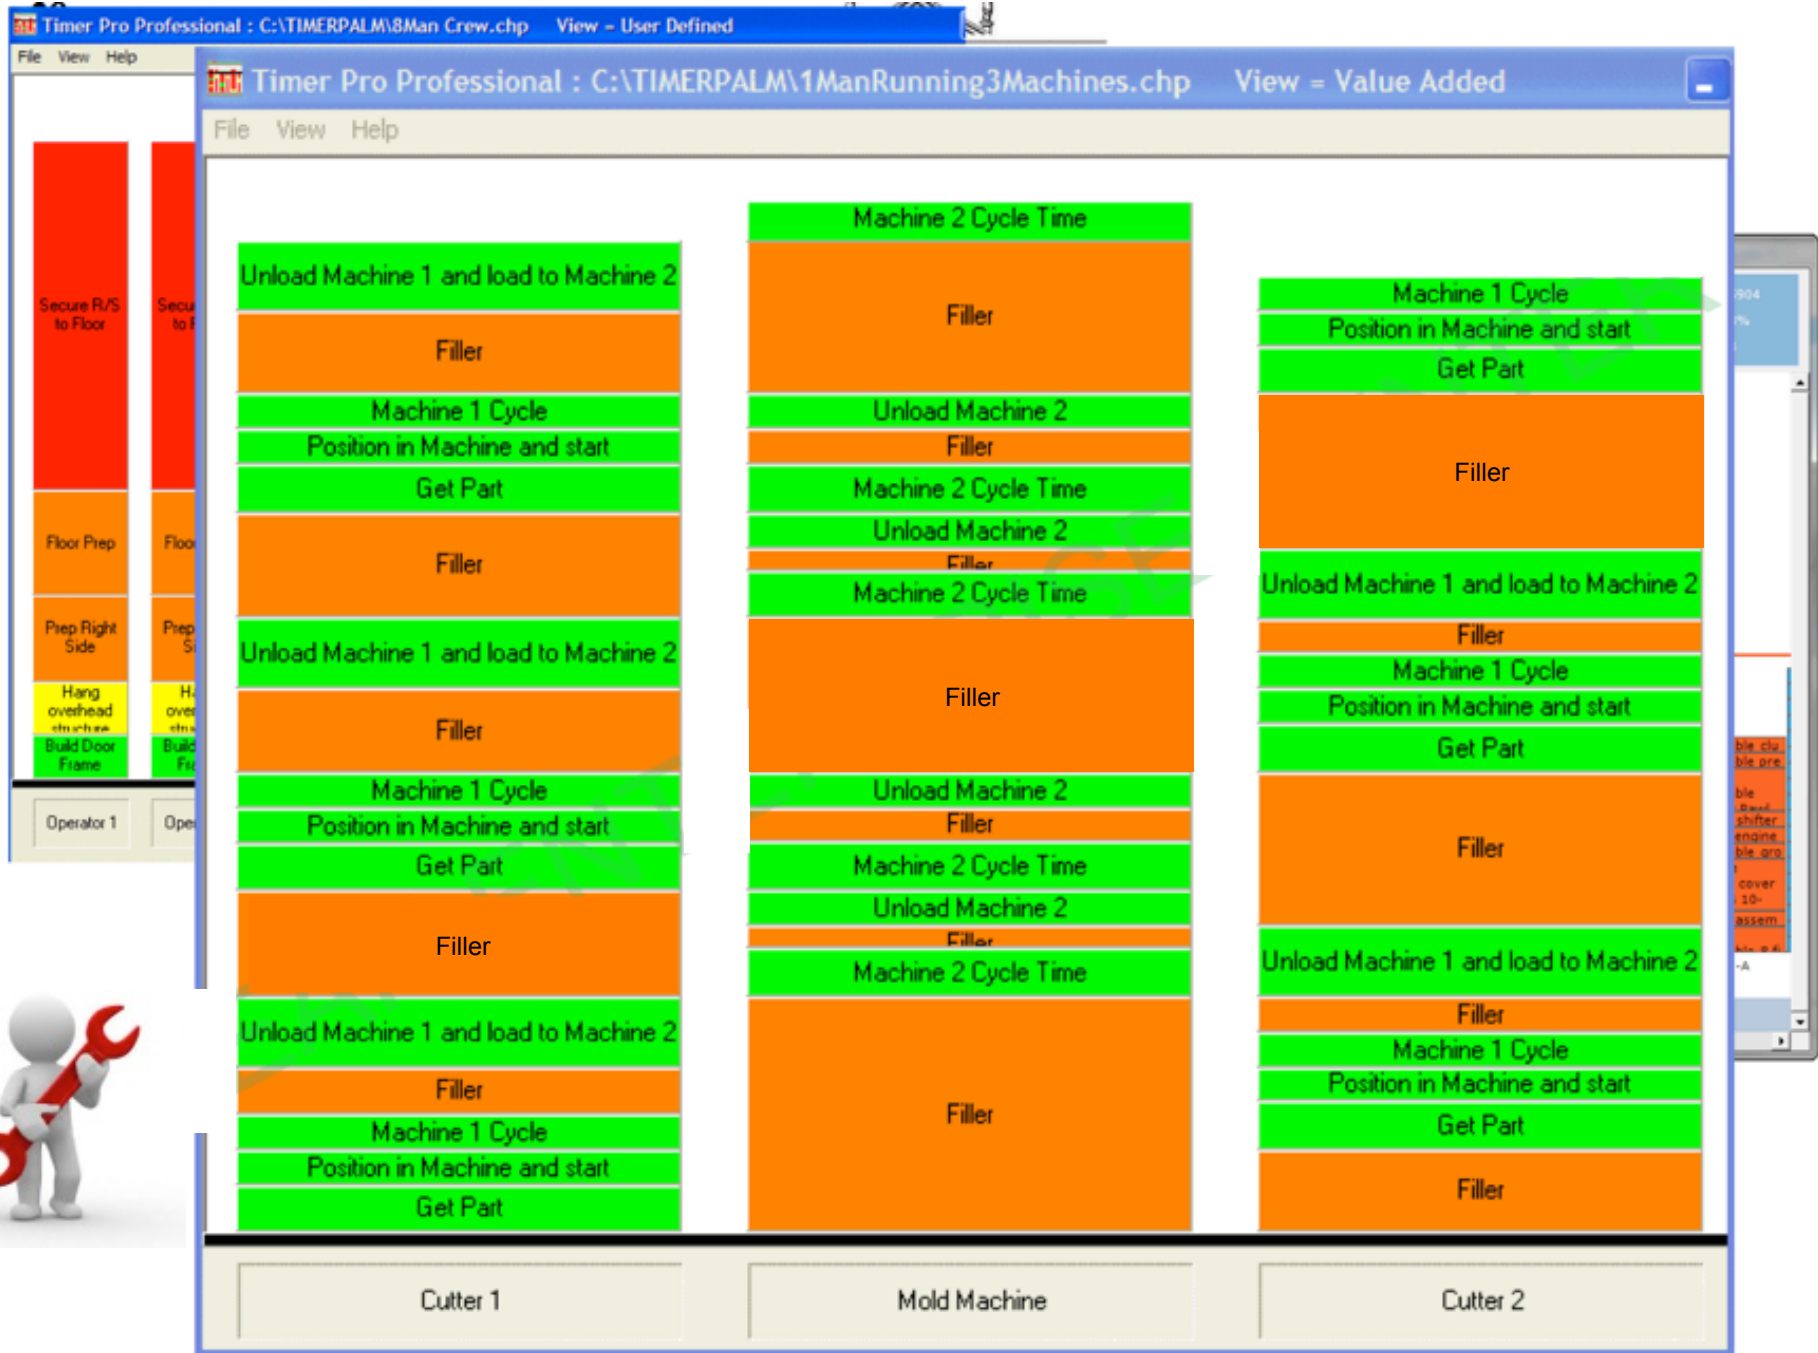 Timer Pro Professional : C:\TIMERPALM\8Man Crew.chp View - User Defined
File View Help
Secure R/S
to Floor
Floor Prep
Prep Right
Side
Hang
overhead
structure
Build Door
Frame
Operator 1
Timer Pro Professional : C:\TIMERPALM\1ManRunning3Machines.chp View = Value Added
File View Help
Unload Machine 1 and load to Machine 2
Filler
Machine 1 Cycle
Position in Machine and start
Get Part
Filler
Unload Machine 1 and load to Machine 2
Filler
Machine 1 Cycle
Position in Machine and start
Get Part
Filler
Unload Machine 1 and load to Machine 2
Filler
Machine 1 Cycle
Position in Machine and start
Get Part
Cutter 1
Machine 2 Cycle Time
Filler
Unload Machine 2
Filler
Machine 2 Cycle Time
Unload Machine 2
Filler
Machine 2 Cycle Time
Filler
Unload Machine 2
Filler
Machine 2 Cycle Time
Unload Machine 2
Filler
Machine 2 Cycle Time
Filler
Mold Machine
Machine 1 Cycle
Position in Machine and start
Get Part
Filler
Unload Machine 1 and load to Machine 2
Filler
Machine 1 Cycle
Position in Machine and start
Get Part
Filler
Unload Machine 1 and load to Machine 2
Filler
Machine 1 Cycle
Position in Machine and start
Get Part
Filler
Cutter 2
shifter
engine
cover
10-
assem
-A